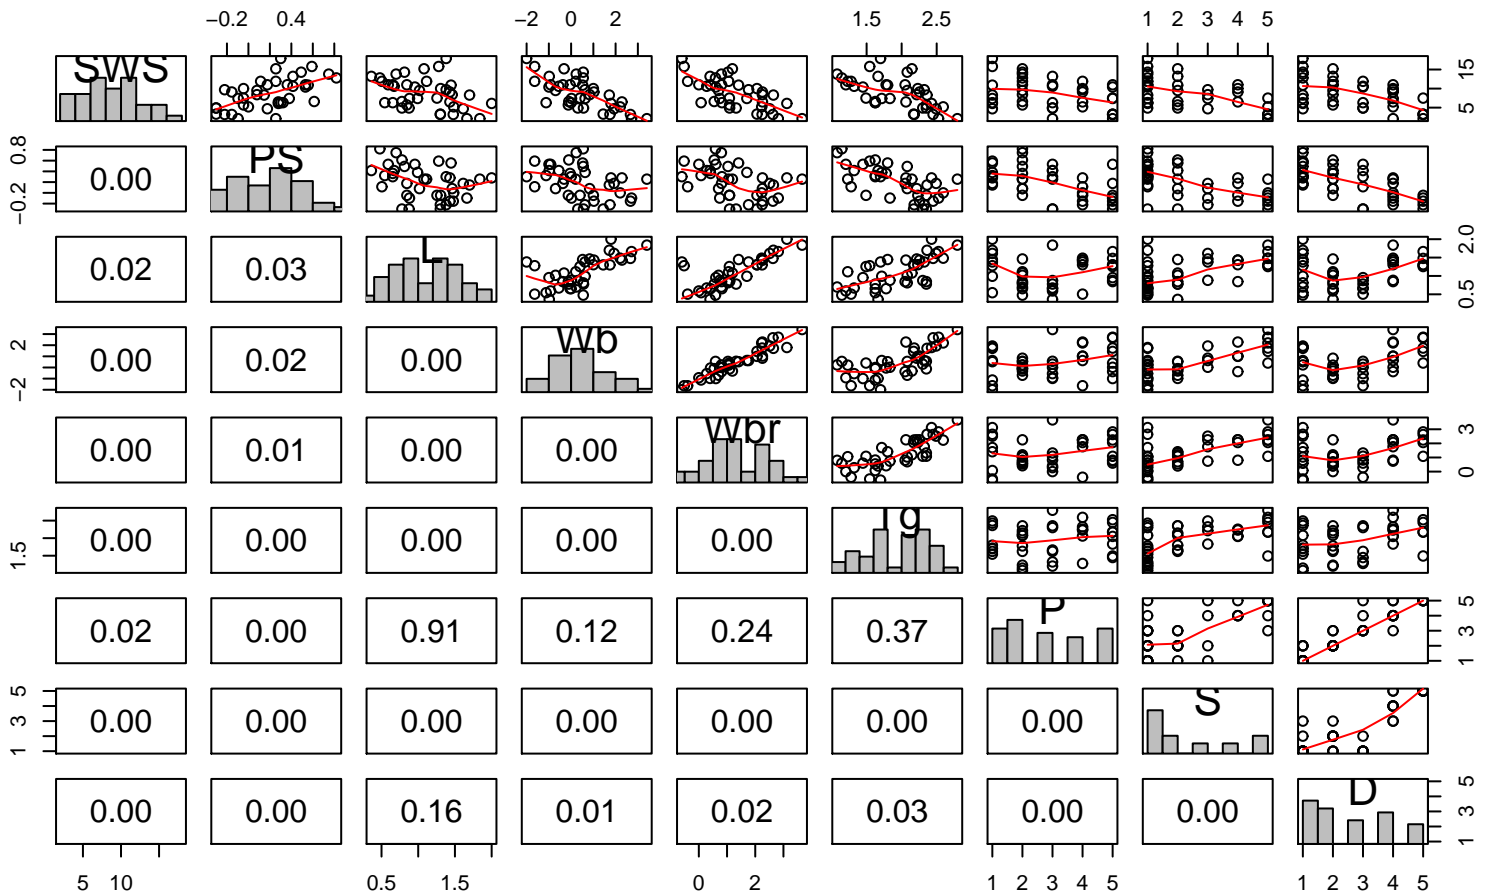 −0.2 0.4 −2 0 2 1.5 2.5 1 2 3 4 5
SWS 5 15
−0.2 0.8 0.00 PS
0.02 0.03 L 0.5 2.0
−2 2 0.00 0.02 0.00 Wb
0.00 0.01 0.00 0.00 Wbr 0 3
1.5 0.00 0.00 0.00 0.00 0.00 Tg
0.02 0.00 0.91 0.12 0.24 0.37 P 1 3 5
1 3 5 0.00 0.00 0.00 0.00 0.00 0.00 0.00 S
0.00 0.00 0.16 0.01 0.02 0.03 0.00 0.00 D 1 3 5
5 10 0.5 1.5 0 2 1 2 3 4 5 1 2 3 4 5